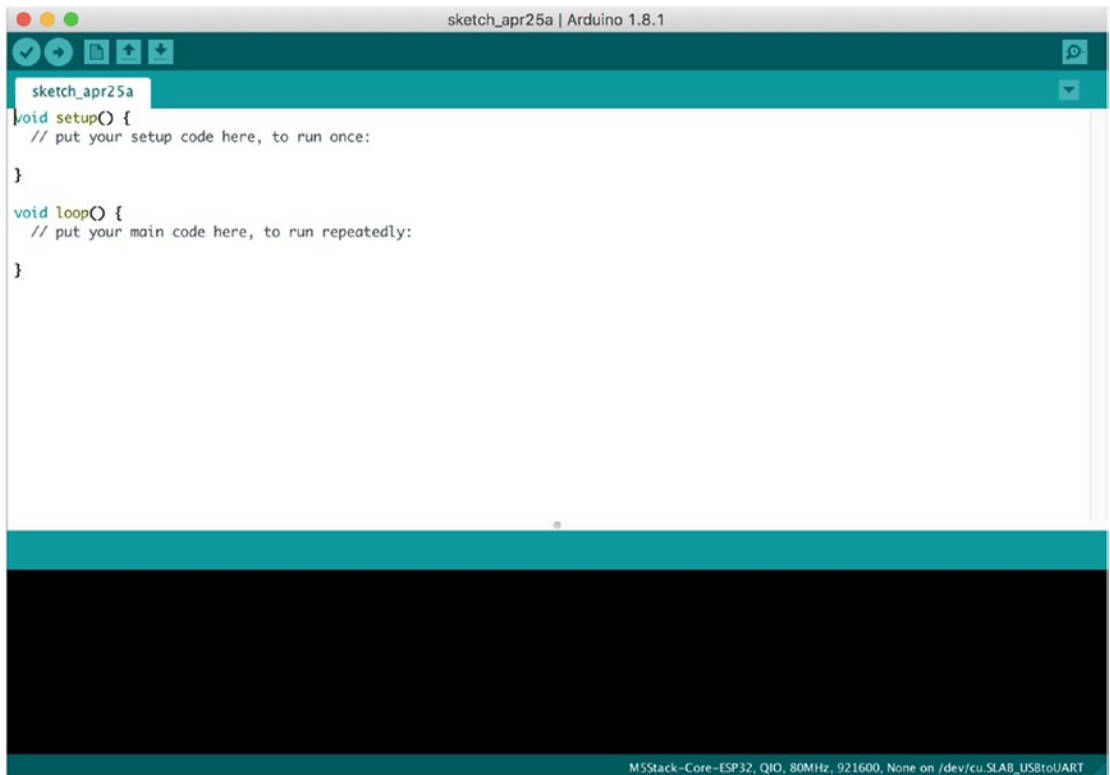 sketch_apr25a | Arduino 1.8.1
sketch_apr25a
void setup() {
  // put your setup code here, to run once:
}
void loop() {
  // put your main code here, to run repeatedly:
}
M5Stack-Core-ESP32, QIO, 80MHz, 921600, None on /dev/cu.SLAB_USBtoUART